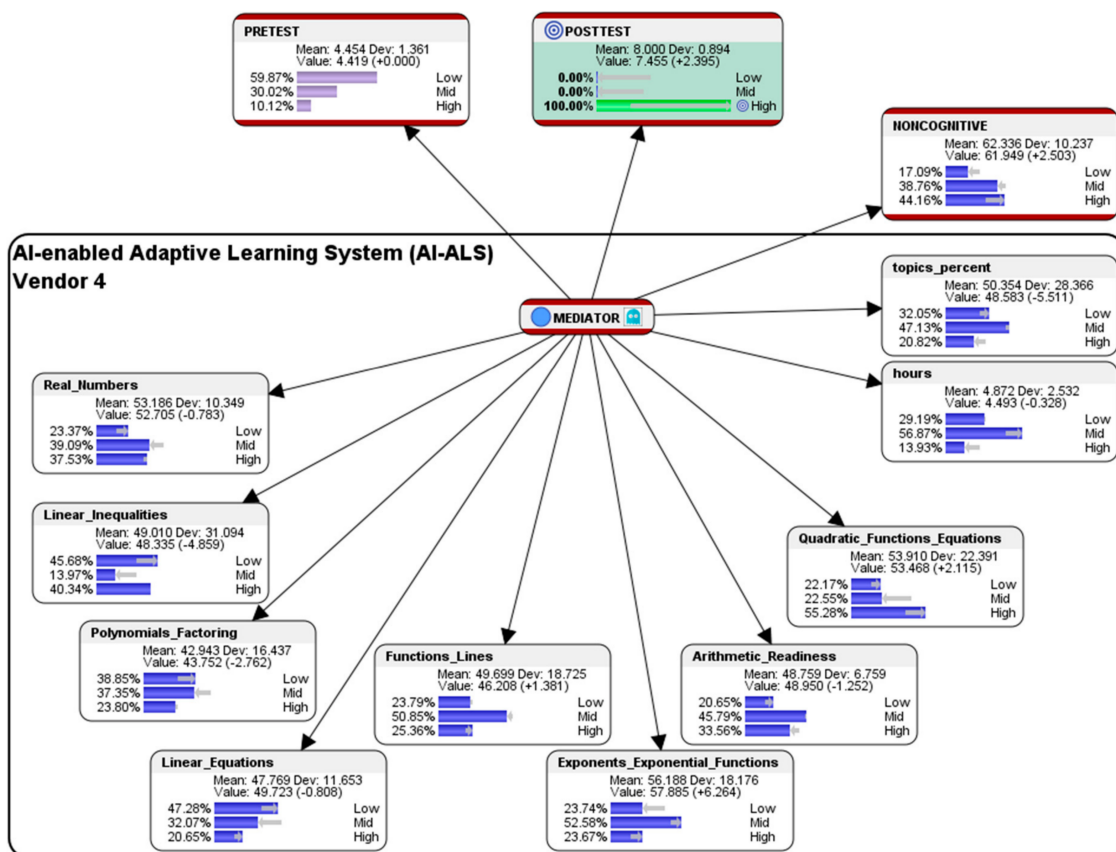 PRETEST
Mean: 4.454 Dev: 1.361
Value: 4.419 (+0.000)
59.87% Low
30.02% Mid
10.12% High
POSTTEST
Mean: 8.000 Dev: 0.894
Value: 7.455 (+2.395)
0.00% Low
0.00% Mid
100.00% High
NONCOGNITIVE
Mean: 62.336 Dev: 10.237
Value: 61.949 (+2.503)
17.09% Low
38.76% Mid
44.16% High
AI-enabled Adaptive Learning System (AI-ALS)
Vendor 4
MEDIATOR
topics_percent
Mean: 50.354 Dev: 28.366
Value: 48.583 (-5.511)
32.05% Low
47.13% Mid
20.82% High
hours
Mean: 4.872 Dev: 2.532
Value: 4.493 (-0.328)
29.19% Low
56.87% Mid
13.93% High
Real_Numbers
Mean: 53.186 Dev: 10.349
Value: 52.705 (-0.783)
23.37% Low
39.09% Mid
37.53% High
Linear_Inequalities
Mean: 49.010 Dev: 31.094
Value: 48.335 (-4.859)
45.68% Low
13.97% Mid
40.34% High
Quadratic_Functions_Equations
Mean: 53.910 Dev: 22.391
Value: 53.468 (+2.115)
22.17% Low
22.55% Mid
55.28% High
Polynomials_Factoring
Mean: 42.943 Dev: 16.437
Value: 43.752 (-2.762)
38.85% Low
37.35% Mid
23.80% High
Functions_Lines
Mean: 49.699 Dev: 18.725
Value: 46.208 (+1.381)
23.79% Low
50.85% Mid
25.36% High
Arithmetic_Readiness
Mean: 48.759 Dev: 6.759
Value: 48.950 (-1.252)
20.65% Low
45.79% Mid
33.56% High
Linear_Equations
Mean: 47.769 Dev: 11.653
Value: 49.723 (-0.808)
47.28% Low
32.07% Mid
20.65% High
Exponents_Exponential_Functions
Mean: 56.188 Dev: 18.176
Value: 57.885 (+6.264)
23.74% Low
52.58% Mid
23.67% High